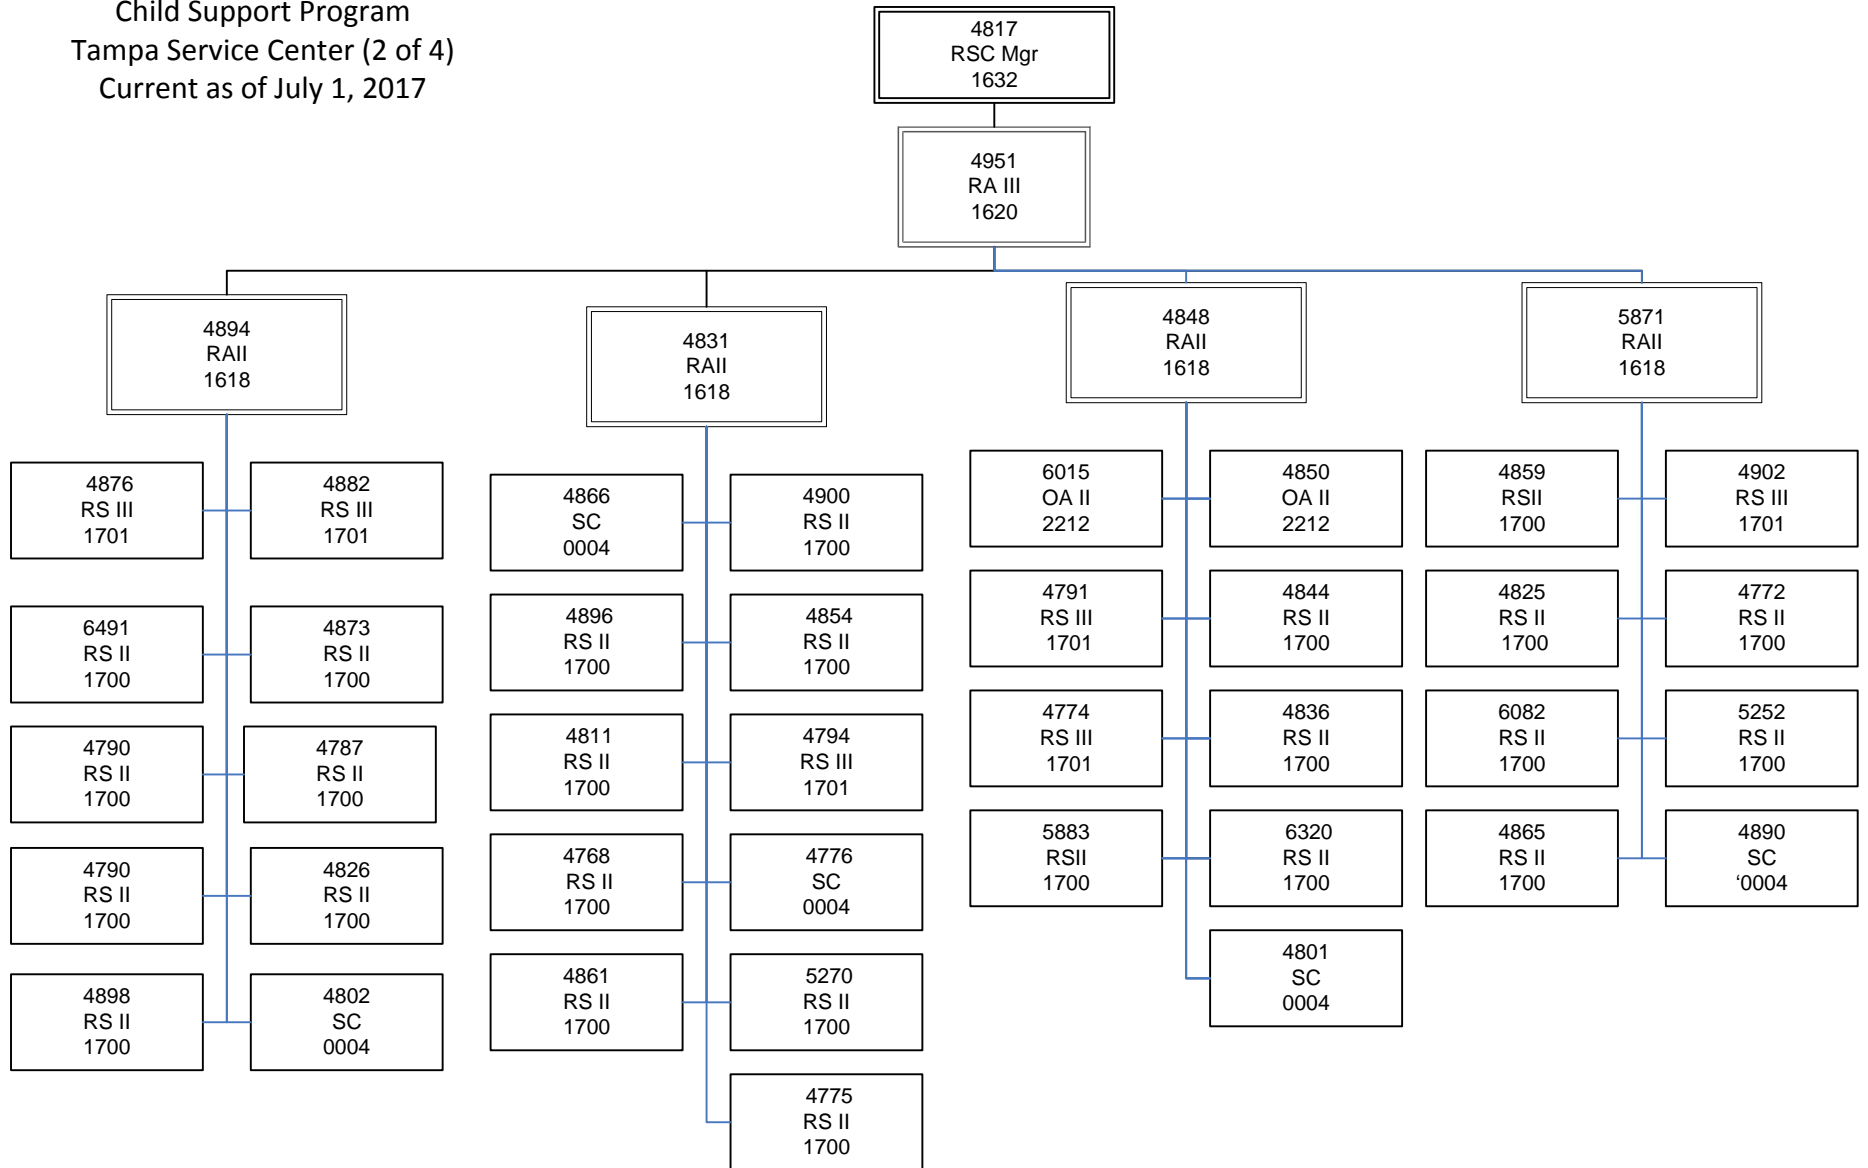 Child Support Program
Tampa Service Center (2 of 4)
Current as of July 1, 2017
4817
RSC Mgr
1632
4951
RA III
1620
4894
RAII
1618
4876
RS III
1701
4882
RS III
1701
6491
RS II
1700
4873
RS II
1700
4790
RS II
1700
4787
RS II
1700
4790
RS II
1700
4826
RS II
1700
4898
RS II
1700
4802
SC
0004
4831
RAII
1618
4866
SC
0004
4900
RS II
1700
4896
RS II
1700
4854
RS II
1700
4811
RS II
1700
4794
RS III
1701
4768
RS II
1700
4776
SC
0004
4861
RS II
1700
5270
RS II
1700
4775
RS II
1700
4848
RAII
1618
6015
OA II
2212
4850
OA II
2212
4791
RS III
1701
4844
RS II
1700
4774
RS III
1701
4836
RS II
1700
5883
RSII
1700
6320
RS II
1700
4801
SC
0004
5871
RAII
1618
4859
RSII
1700
4902
RS III
1701
4825
RS II
1700
4772
RS II
1700
6082
RS II
1700
5252
RS II
1700
4865
RS II
1700
4890
SC
‘0004